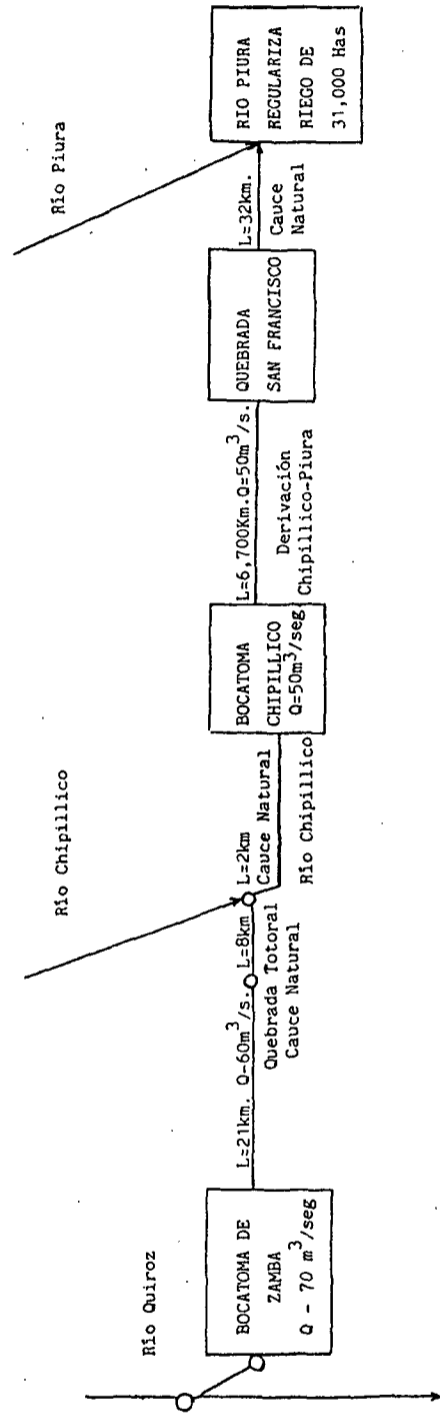 Río Quiroz
BOCATOMA DE
ZAMBA
Q - 70 m³/seg
L=21km. Q-60m³/s.
L=8km
Quebrada Totoral
Cauce Natural
Río Chipillico
L=2km
Cauce Natural
Río Chipillico
BOCATOMA
CHIPILLICO
Q=50m³/seg
L=6,700Km.Q=50m³/s.
Derivación
Chipillico-Piura
QUEBRADA
SAN FRANCISCO
L=32km.
Cauce
Natural
Río Piura
RIO PIURA
REGULARIZA
RIEGO DE
31,000 Has